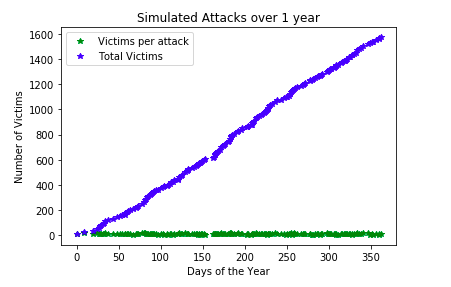 Simulated Attacks over 1 year
Victims per attack
Total Victims
Number of Victims
1600
1400
1200
1000
800
600
400
200
0
0 50 100 150 200 250 300 350
Days of the Year